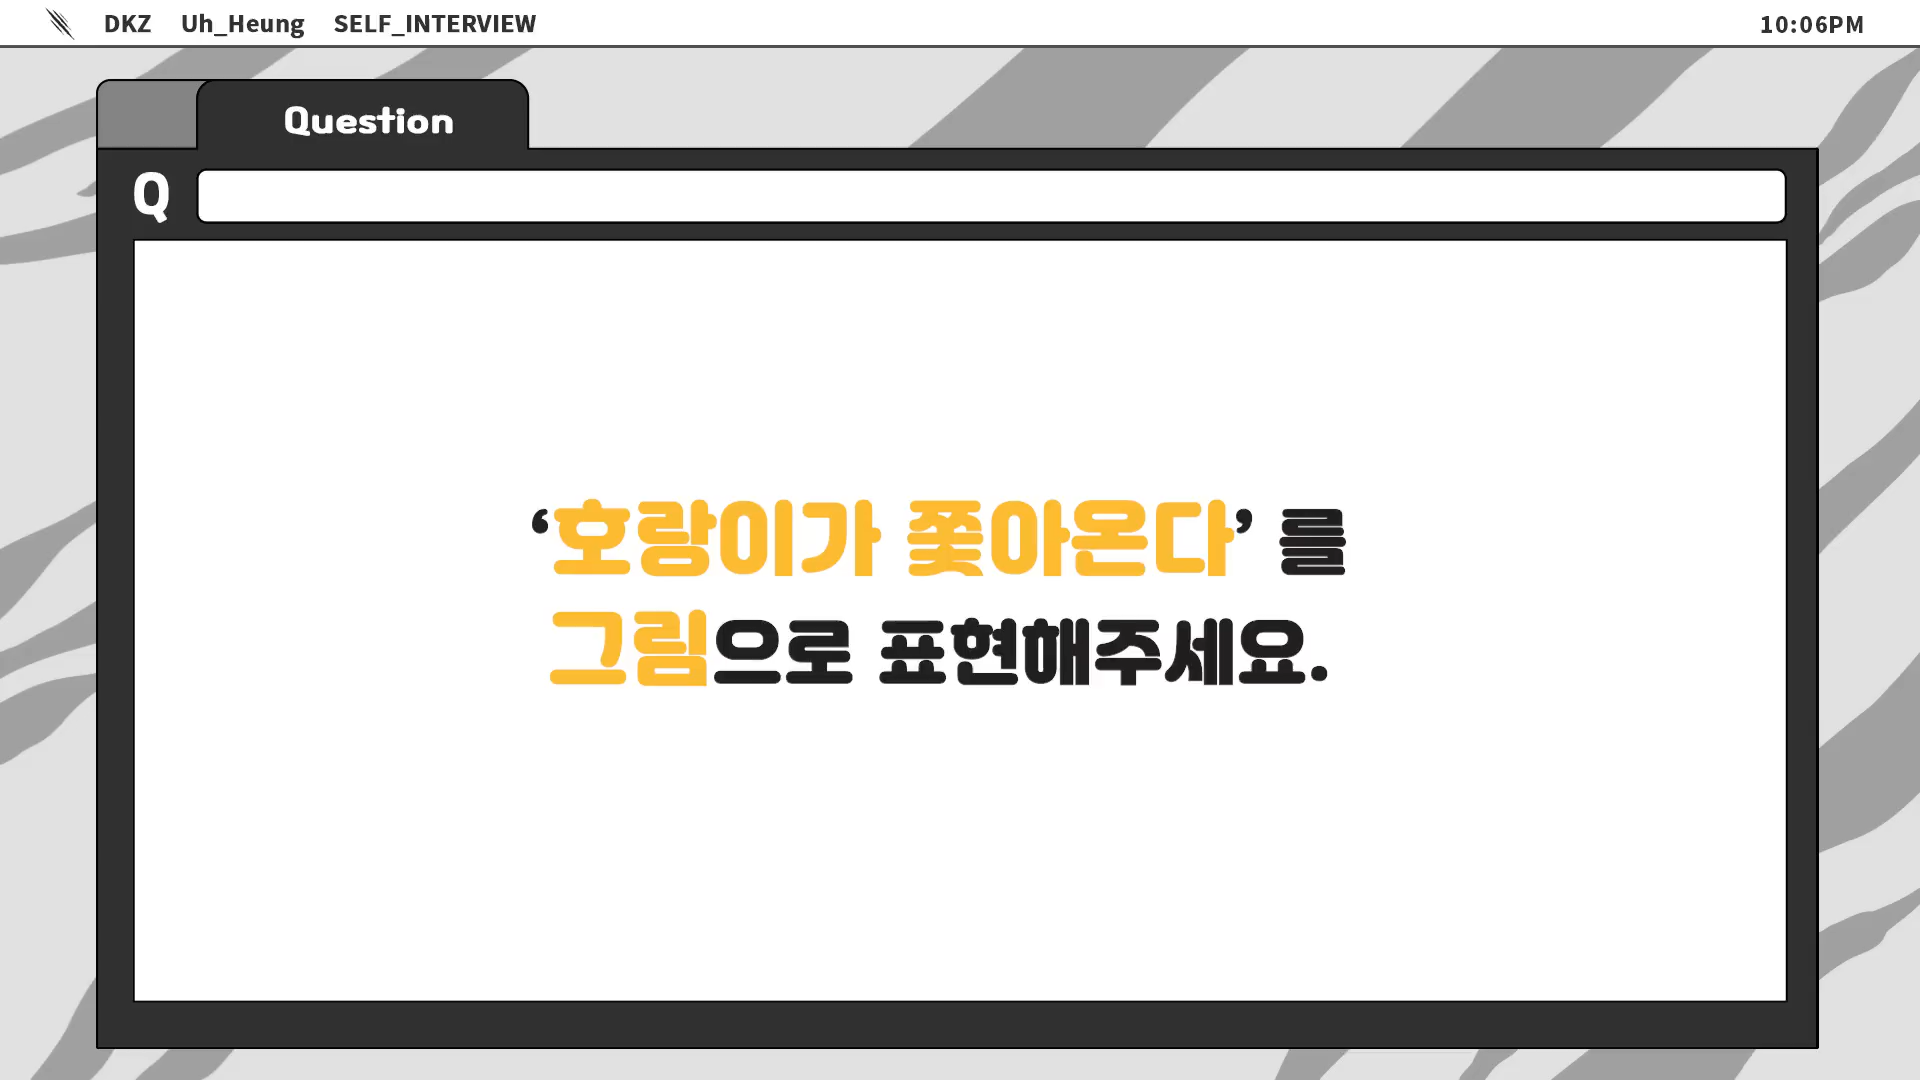 DKZ Uh_Heung SELF_INTERVIEW 10:06PM
Question
Q
‘호랑이가 쫓아온다’ 를
그림으로 표현해주세요.